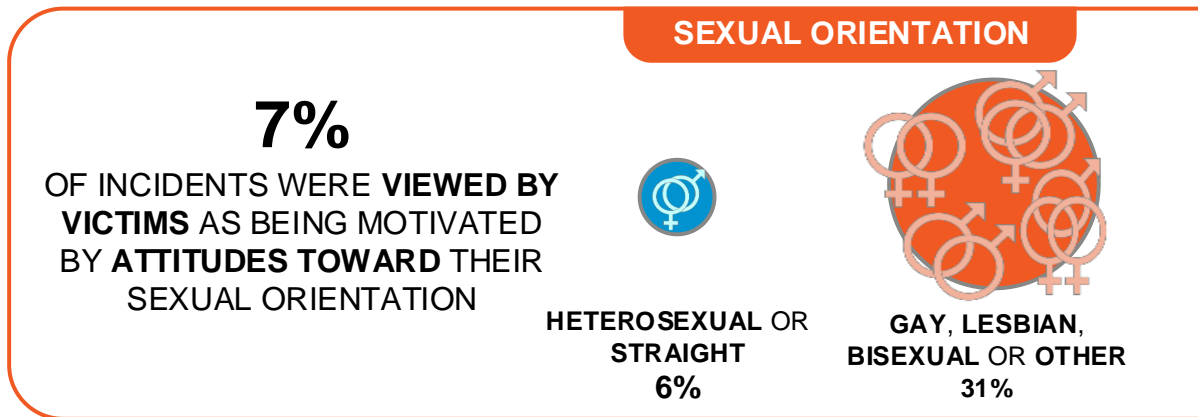 SEXUAL ORIENTATION
7%
OF INCIDENTS WERE VIEWED BY
VICTIMS AS BEING MOTIVATED
BY ATTITUDES TOWARD THEIR
SEXUAL ORIENTATION
HETEROSEXUAL OR
STRAIGHT
6%
GAY, LESBIAN,
BISEXUAL OR OTHER
31%